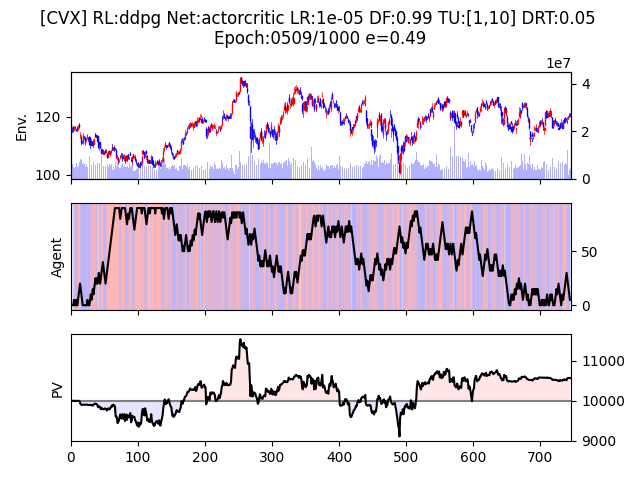 [CVX] RL:ddpg Net:actorcritic LR:1e-05 DF:0.99 TU:[1,10] DRT:0.05
Epoch:0509/1000 e=0.49
1e7
Env.
120
100
4
2
0
Agent
50
0
PV
11000
10000
9000
0 100 200 300 400 500 600 700